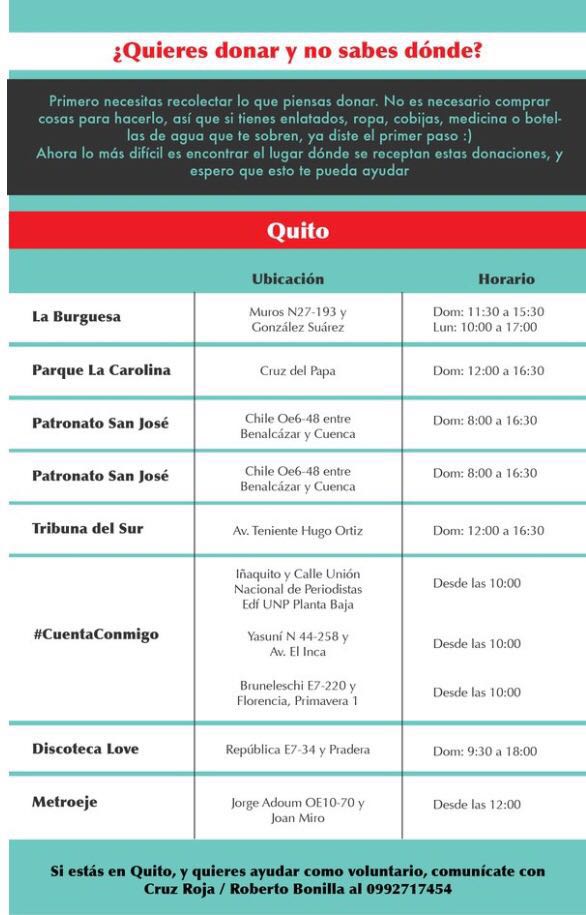 ¿Quieres donar y no sabes dónde?
Primero necesitas recolectar lo que piensas donar. No es necesario comprar
cosas para hacerlo, así que si tienes enlatados, ropa, cobijas, medicina o botel-
las de agua que te sobren, ya diste el primer paso :)
Ahora lo más difícil es encontrar el lugar dónde se receptan estas donaciones, y
espero que esto te pueda ayudar
Quito
Ubicación Horario
La Burguesa
Muros N27-193 y
González Suárez
Dom: 11:30 a 15:30
Lun: 10:00 a 17:00
Parque La Carolina Cruz del Papa Dom: 12:00 a 16:30
Patronato San José
Chile Oe6-48 entre
Benalcázar y Cuenca
Dom: 8:00 a 16:30
Patronato San José
Chile Oe6-48 entre
Benalcázar y Cuenca
Dom: 8:00 a 16:30
Tribuna del Sur Av. Teniente Hugo Ortiz Dom: 12:00 a 16:30
#CuentaConmigo
Iñaquito y Calle Unión
Nacional de Periodistas
Edf UNP Planta Baja
Desde las 10:00
Yasuní N 44-258 y
Av. El Inca
Desde las 10:00
Bruneleschi E7-220 y
Florencia, Primavera 1
Desde las 10:00
Discoteca Love República E7-34 y Pradera Dom: 9:30 a 18:00
Metroeje
Jorge Adoum OE10-70 y
Joan Miro
Desde las 12:00
Si estás en Quito, y quieres ayudar como voluntario, comunícate con
Cruz Roja / Roberto Bonilla al 0992717454